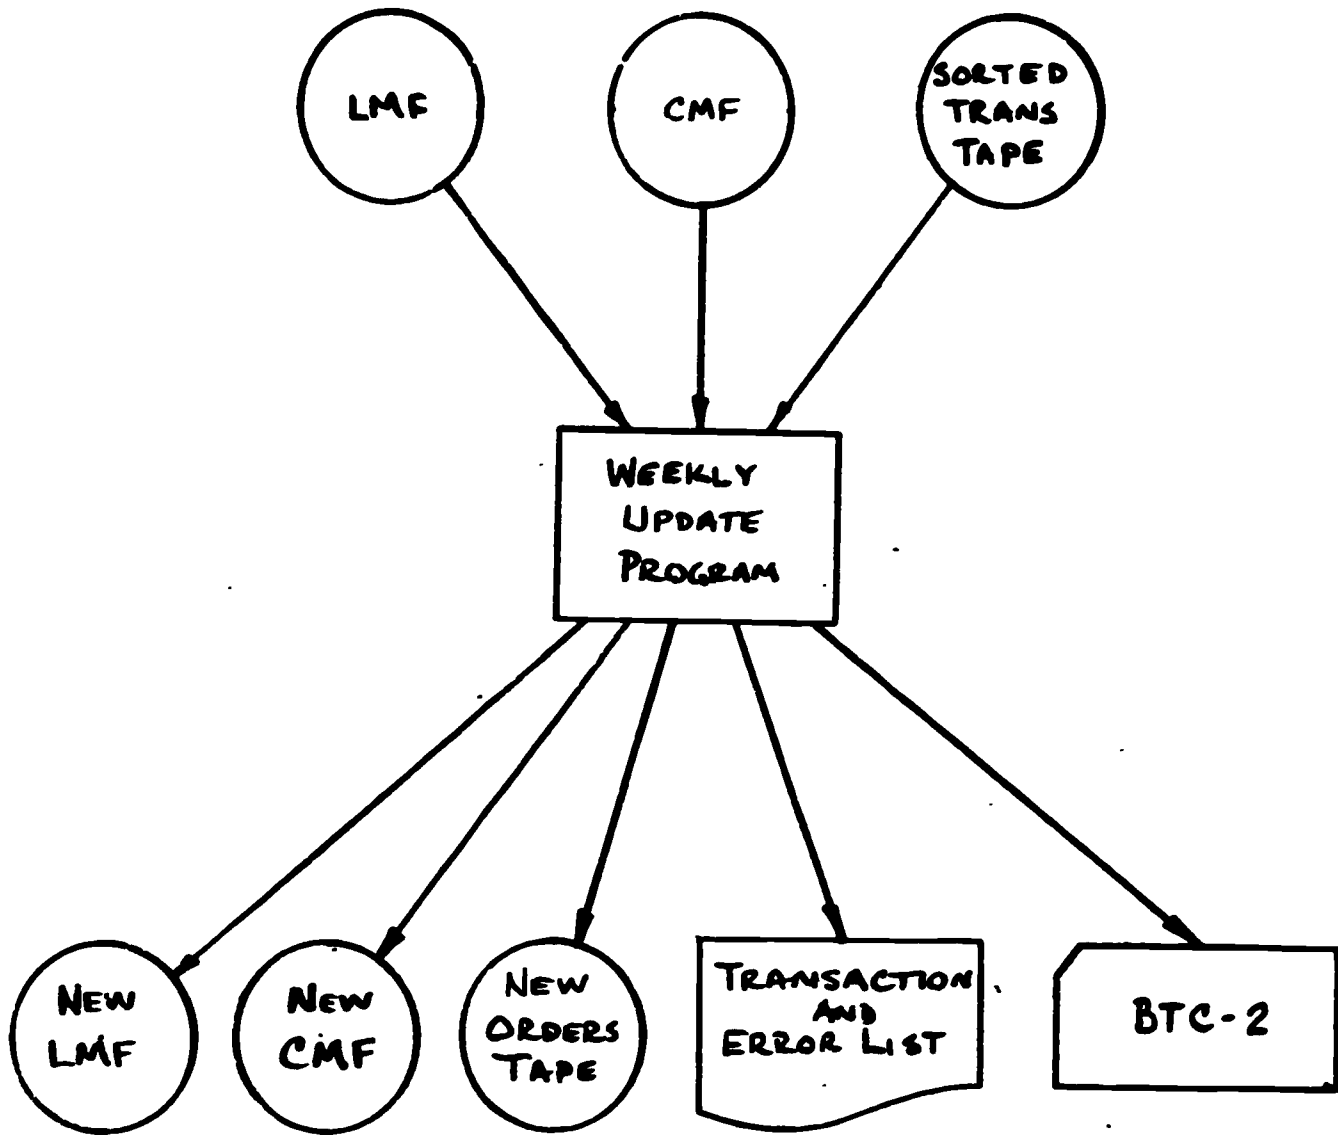 LMF
CMF
SORTED
TRANS
TAPE
WEEKLY
UPDATE
PROGRAM
NEW
LMF
NEW
CMF
NEW
ORDERS
TAPE
TRANSACTION
AND
ERROR LIST
BTC-2